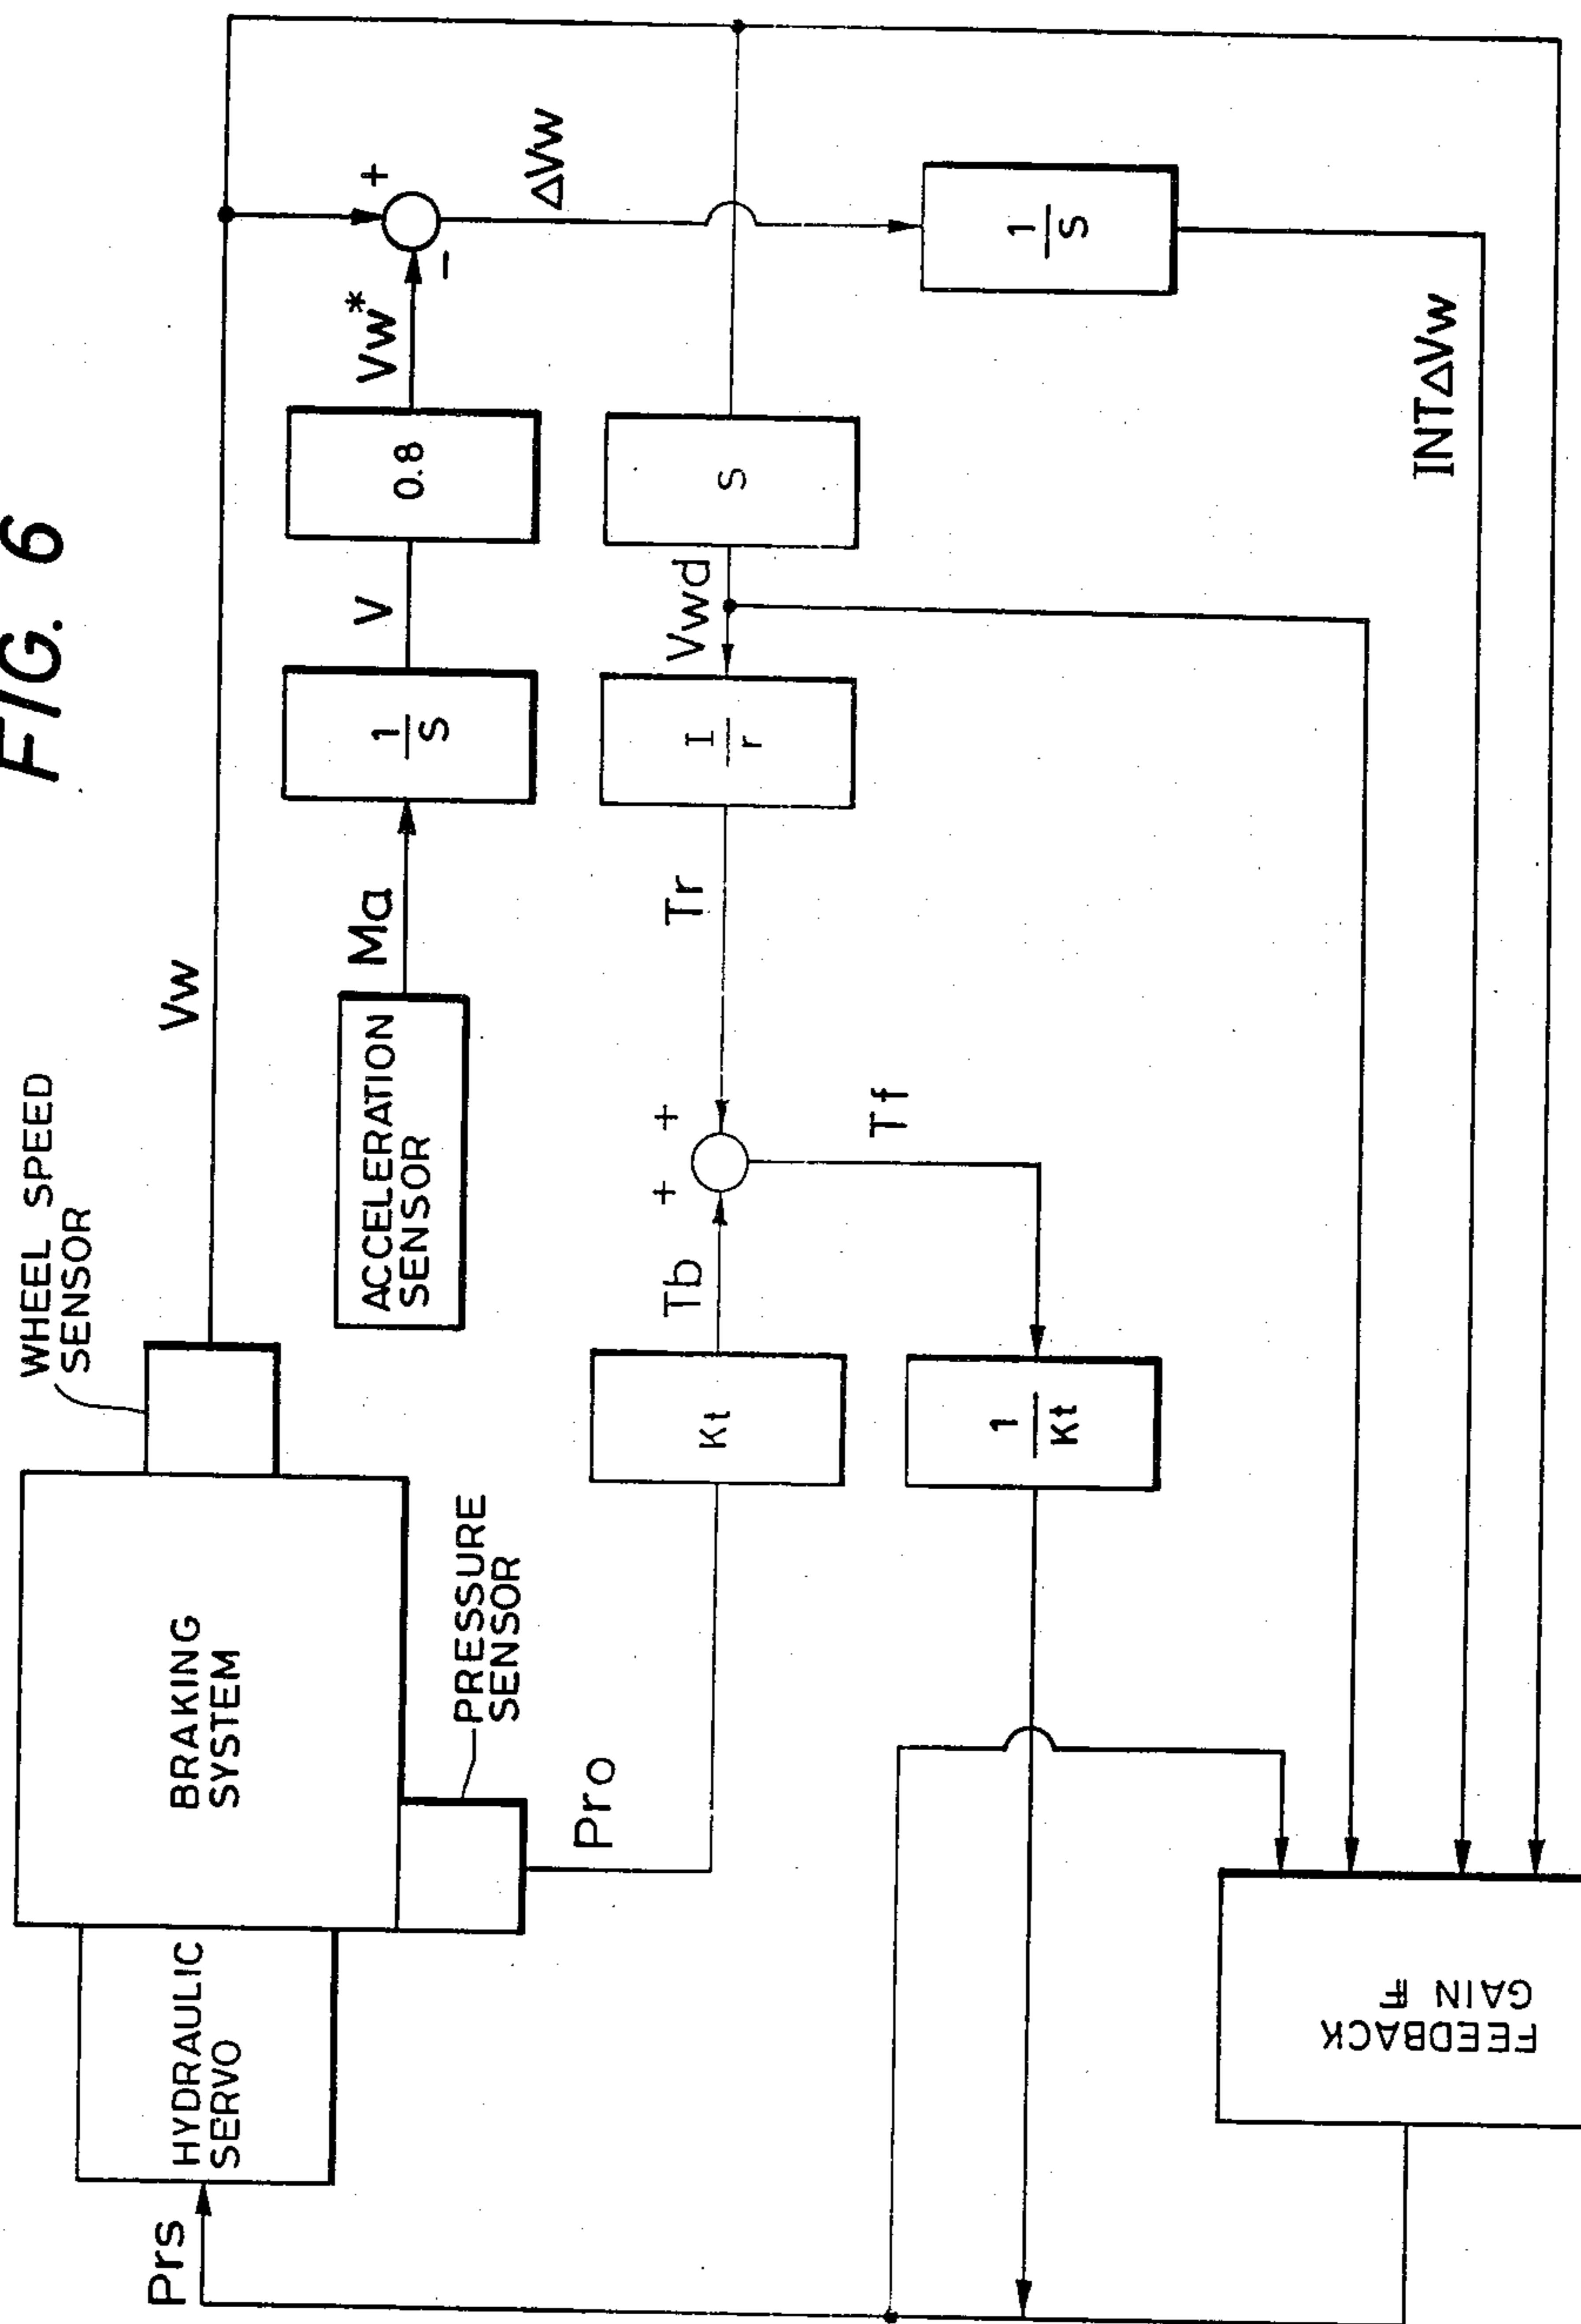 FIG. 6
WHEEL SPEED
SENSOR
Vw
BRAKING
SYSTEM
HYDRAULIC
SERVO
Prs
PRESSURE
SENSOR
Pro
ACCELERATION
SENSOR
Ma
1
S
V
0.8
Vw*
+
−
ΔVw
1
S
INTΔVw
S
Vwd
I
r
Tr
+
+
Tb
Kt
Tf
1
Kt
FEEDBACK
GAIN F